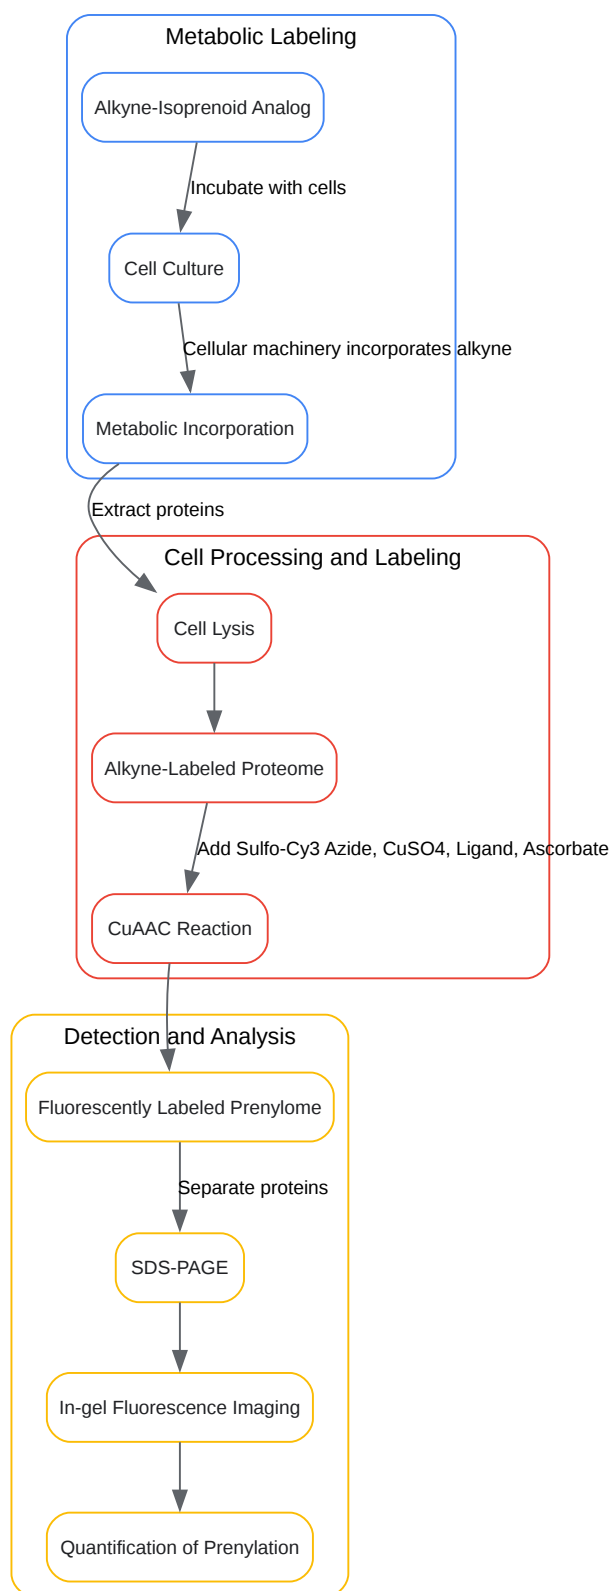 Metabolic Labeling
Alkyne-Isoprenoid Analog
Incubate with cells
Cell Culture
Cellular machinery incorporates alkyne
Metabolic Incorporation
Extract proteins
Cell Processing and Labeling
Cell Lysis
Alkyne-Labeled Proteome
Add Sulfo-Cy3 Azide, CuSO4, Ligand, Ascorbate
CuAAC Reaction
Detection and Analysis
Fluorescently Labeled Prenylome
Separate proteins
SDS-PAGE
In-gel Fluorescence Imaging
Quantification of Prenylation